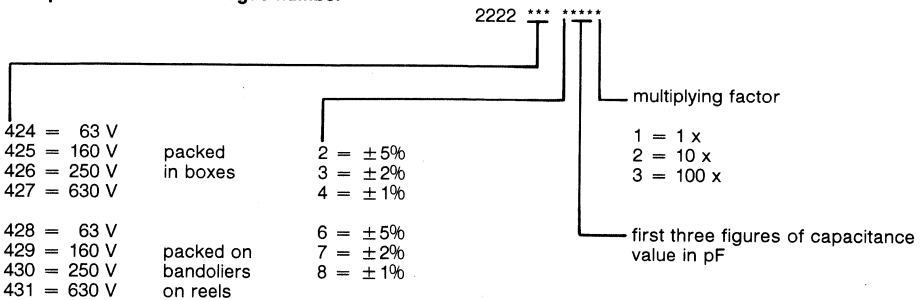 2222 *** *****
multiplying factor
1 = 1 x
2 = 10 x
3 = 100 x
424 = 63 V
425 = 160 V
426 = 250 V
427 = 630 V
packed
in boxes
2 = ±5%
3 = ±2%
4 = ±1%
428 = 63 V
429 = 160 V
430 = 250 V
431 = 630 V
packed on
bandoliers
on reels
6 = ±5%
7 = ±2%
8 = ±1%
first three figures of capacitance
value in pF